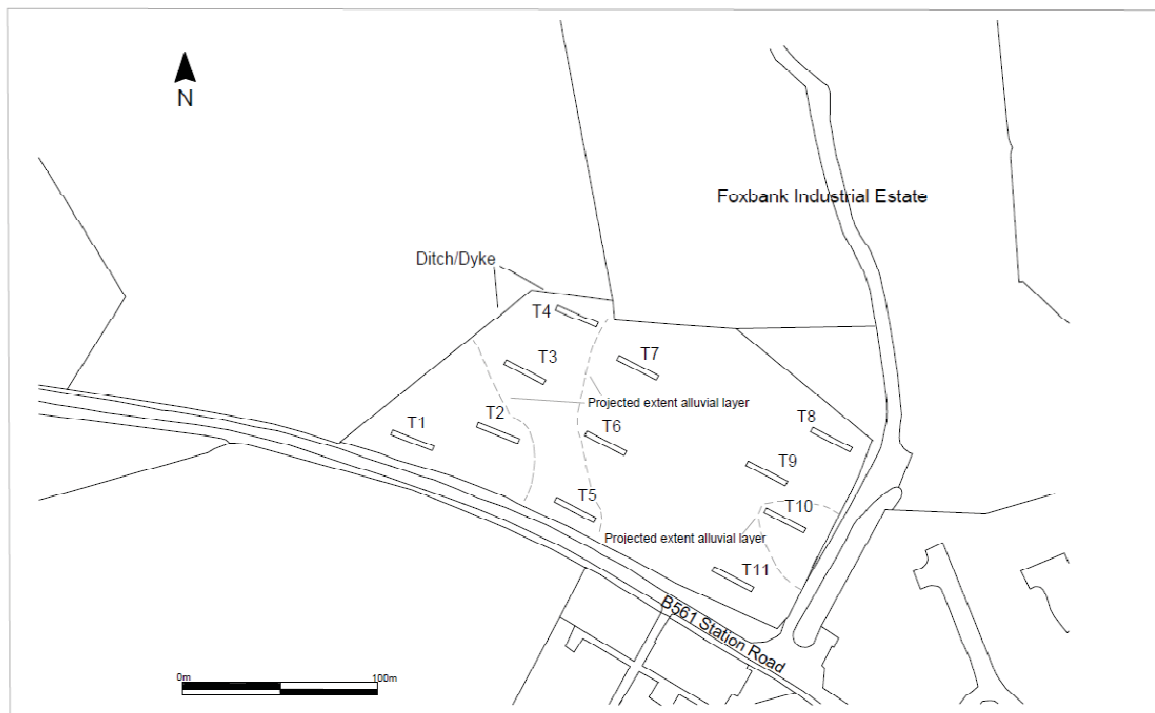 N
Foxbank Industrial Estate
Ditch/Dyke
T4
T3
T7
Projected extent alluvial layer
T1
T2
T6
T8
T9
T5
T10
Projected extent alluvial layer
T11
B561 Station Road
0m
100m